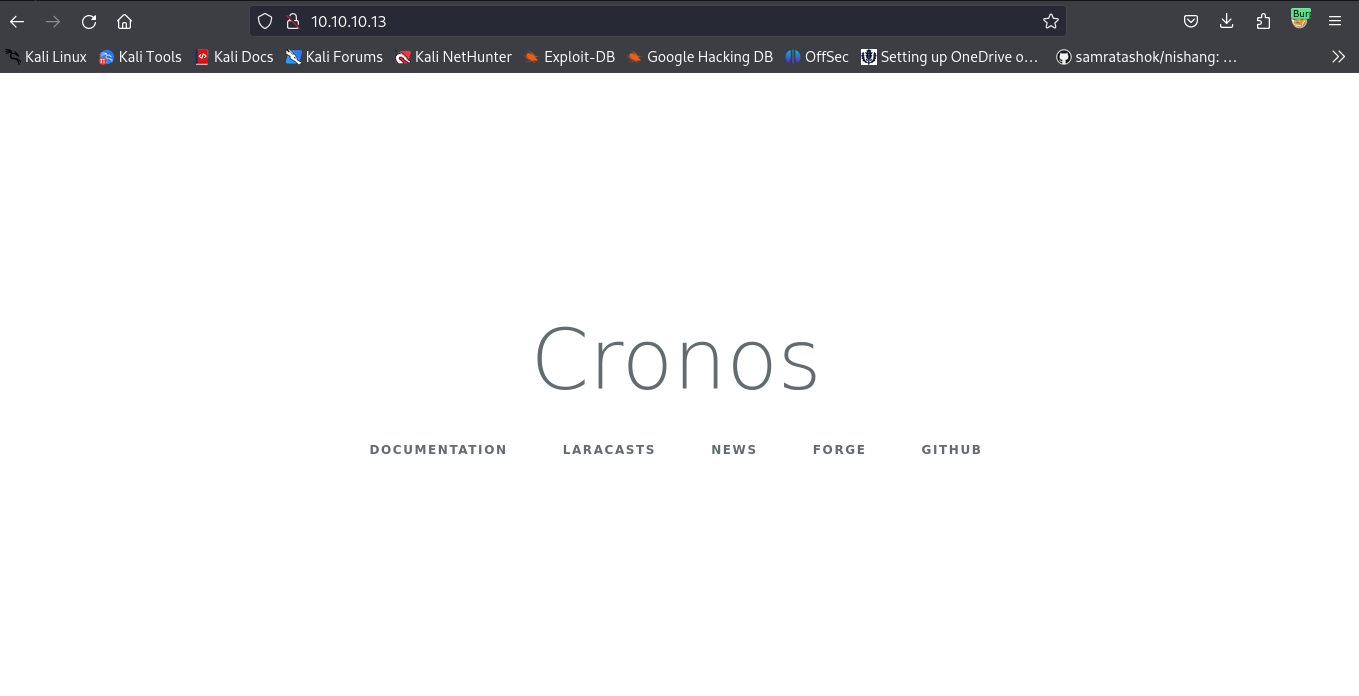 10.10.10.13
Kali Linux Kali Tools Kali Docs Kali Forums Kali NetHunter Exploit-DB Google Hacking DB OffSec Setting up OneDrive o... samratashok/nishang: ...
Cronos
DOCUMENTATION LARACASTS NEWS FORGE GITHUB